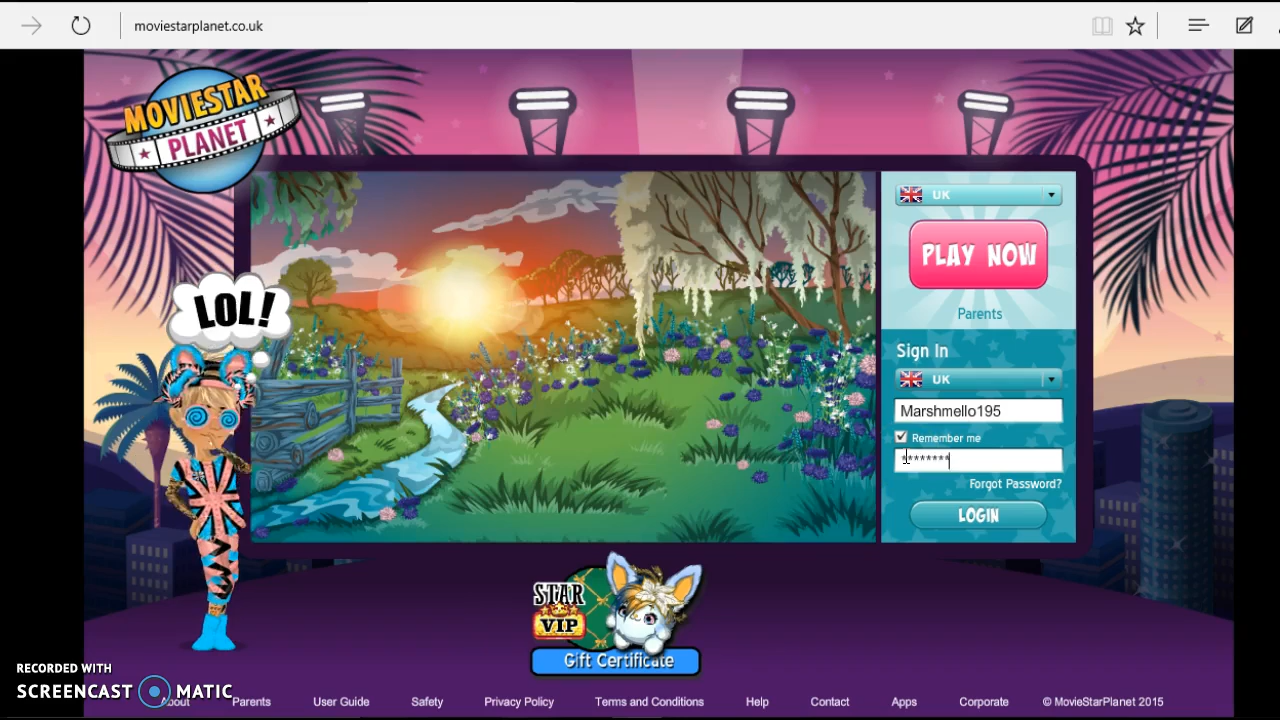 moviestarplanet.co.uk
MOVIESTAR
PLANET
UK
PLAY NOW
Parents
LOL!
Sign In
UK
Marshmello195
Remember me
********
Forgot Password?
LOGIN
STAR
VIP
Gift Certificate
RECORDED WITH
SCREENCAST MATIC
About Parents User Guide Safety Privacy Policy Terms and Conditions Help Contact Apps Corporate © MovieStarPlanet 2015